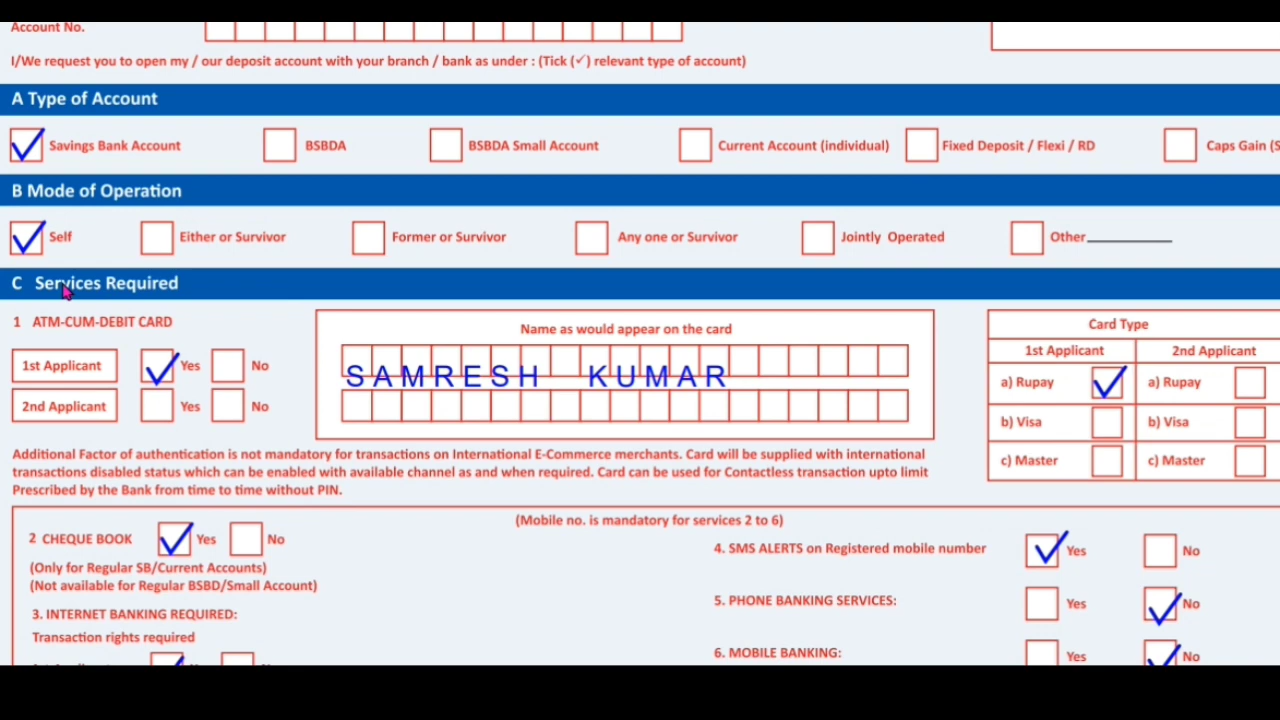 Account No.
I/We request you to open my / our deposit account with your branch / bank as under : (Tick (✓) relevant type of account)
A Type of Account
Savings Bank Account BSBDA BSBDA Small Account Current Account (individual) Fixed Deposit / Flexi / RD Caps Gain (S
B Mode of Operation
Self Either or Survivor Former or Survivor Any one or Survivor Jointly Operated Other
C Services Required
1 ATM-CUM-DEBIT CARD
Name as would appear on the card
Card Type
1st Applicant 2nd Applicant
1st Applicant Yes No
SAMRESH KUMAR
a) Rupay a) Rupay
2nd Applicant Yes No
b) Visa b) Visa
c) Master c) Master
Additional Factor of authentication is not mandatory for transactions on International E-Commerce merchants. Card will be supplied with international
transactions disabled status which can be enabled with available channel as and when required. Card can be used for Contactless transaction upto limit
Prescribed by the Bank from time to time without PIN.
(Mobile no. is mandatory for services 2 to 6)
2 CHEQUE BOOK Yes No
(Only for Regular SB/Current Accounts)
(Not available for Regular BSBD/Small Account)
3. INTERNET BANKING REQUIRED:
Transaction rights required
4. SMS ALERTS on Registered mobile number Yes No
5. PHONE BANKING SERVICES: Yes No
6. MOBILE BANKING: Yes No